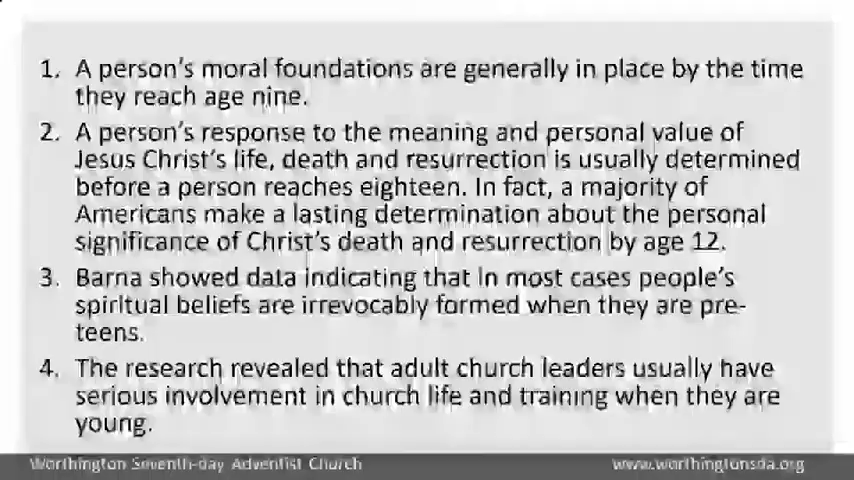 1. A person's moral foundations are generally in place by the time
they reach age nine.
2. A person's response to the meaning and personal value of
Jesus Christ's life, death and resurrection is usually determined
before a person reaches eighteen. In fact, a majority of
Americans make a lasting determination about the personal
significance of Christ's death and resurrection by age 12.
3. Barna showed data indicating that in most cases people's
spiritual beliefs are irrevocably formed when they are pre-
teens.
4. The research revealed that adult church leaders usually have
serious involvement in church life and training when they are
young.
Worthington Seventh-day Adventist Church www.worthingtonsda.org